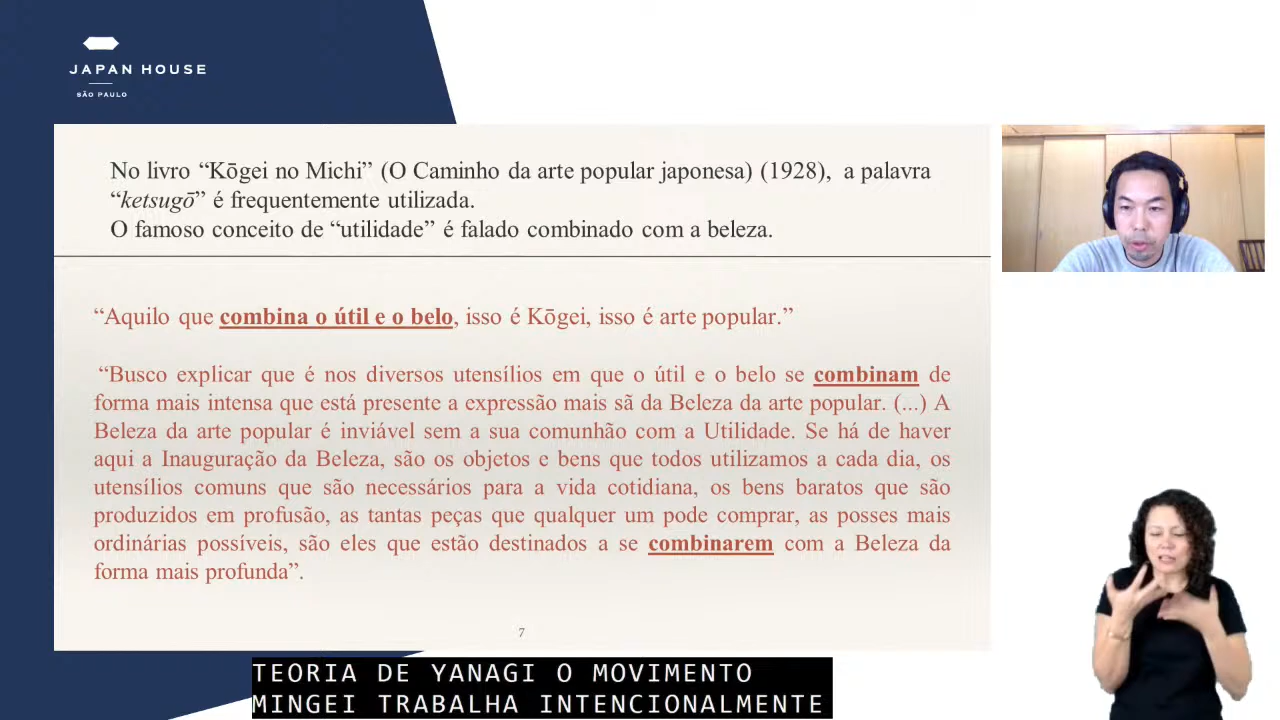 JAPAN HOUSE
SÃO PAULO
No livro “Kōgei no Michi” (O Caminho da arte popular japonesa) (1928), a palavra
“ketsugō” é frequentemente utilizada.
O famoso conceito de “utilidade” é falado combinado com a beleza.
“Aquilo que combina o útil e o belo, isso é Kōgei, isso é arte popular.”
“Busco explicar que é nos diversos utensílios em que o útil e o belo se combinam de
forma mais intensa que está presente a expressão mais sã da Beleza da arte popular. (...) A
Beleza da arte popular é inviável sem a sua comunhão com a Utilidade. Se há de haver
aqui a Inauguração da Beleza, são os objetos e bens que todos utilizamos a cada dia, os
utensílios comuns que são necessários para a vida cotidiana, os bens baratos que são
produzidos em profusão, as tantas peças que qualquer um pode comprar, as posses mais
ordinárias possíveis, são eles que estão destinados a se combinarem com a Beleza da
forma mais profunda”.
7
TEORIA DE YANAGI O MOVIMENTO
MINGEI TRABALHA INTENCIONALMENTE